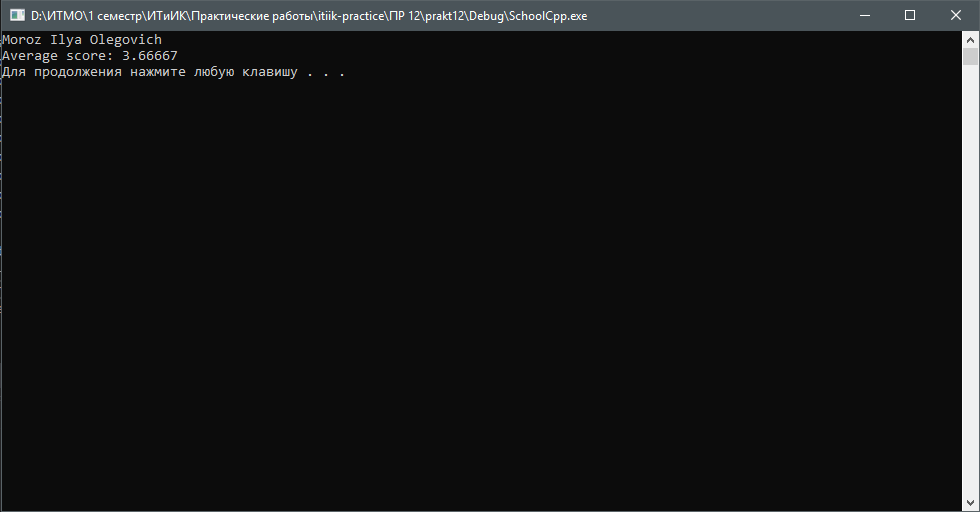 D:\ИТМО\1 семестр\ИТиИК\Практические работы\itiik-practice\ПР 12\prakt12\Debug\SchoolCpp.exe
Moroz Ilya Olegovich
Average score: 3.66667
Для продолжения нажмите любую клавишу . . .